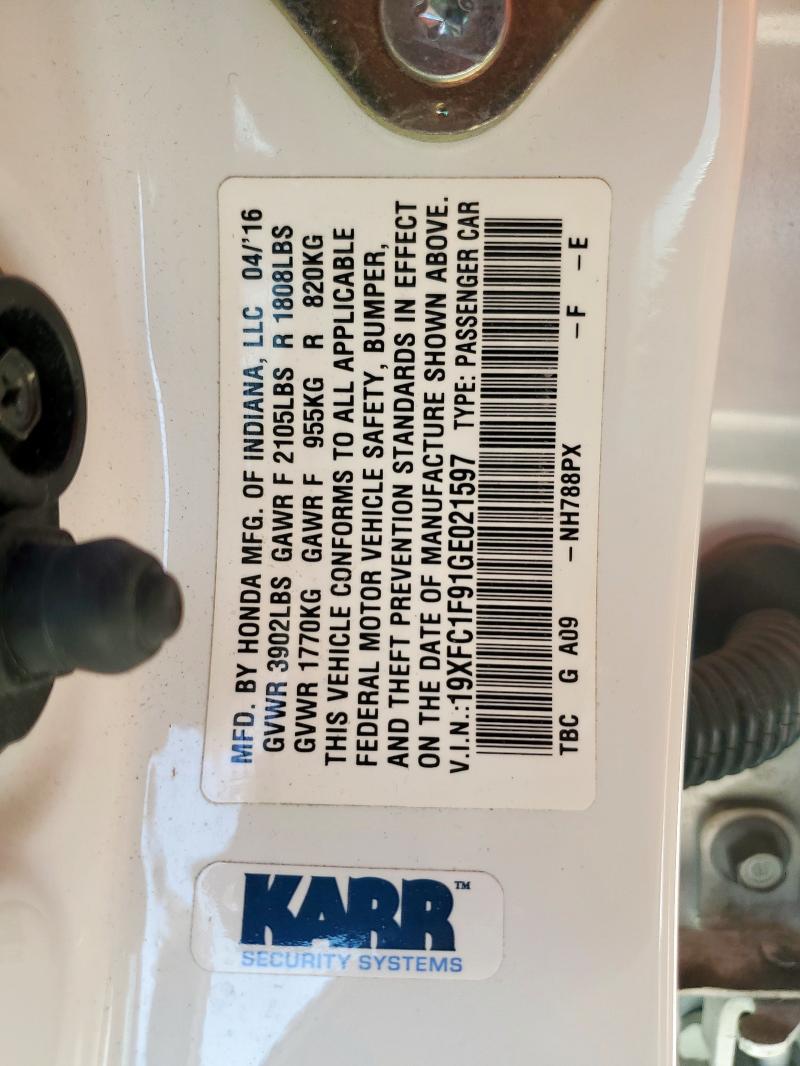 MFD. BY HONDA MFG. OF INDIANA, LLC 04/'16
GVWR 3902LBS GAWR F 2105LBS R 1808LBS
GVWR 1770KG GAWR F 955KG R 820KG
THIS VEHICLE CONFORMS TO ALL APPLICABLE
FEDERAL MOTOR VEHICLE SAFETY, BUMPER,
AND THEFT PREVENTION STANDARDS IN EFFECT
ON THE DATE OF MANUFACTURE SHOWN ABOVE.
V.I.N.:19XFC1F91GE021597 TYPE: PASSENGER CAR
TBC G A09 –NH788PX –F –E
KARR™
SECURITY SYSTEMS